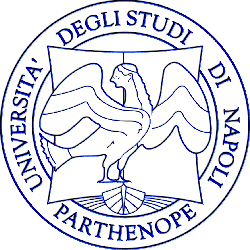 UNIVERSITA' DEGLI STUDI DI NAPOLI
PARTHENOPE